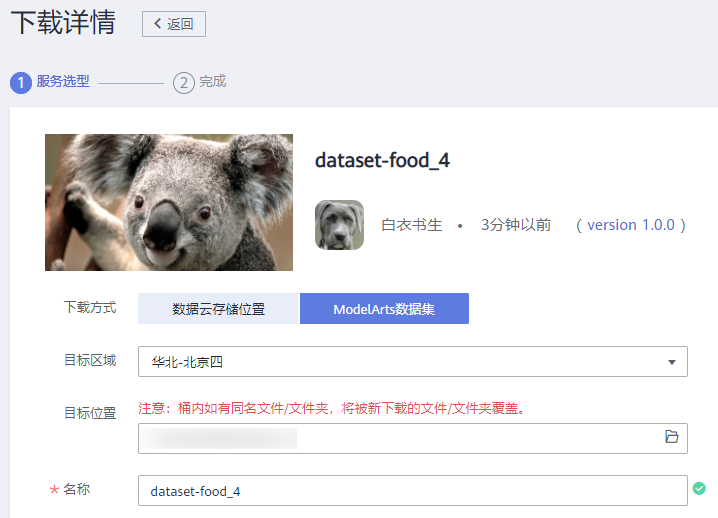 下载详情 返回
1 服务选型 2 完成
dataset-food_4
白衣书生 • 3分钟以前 ( version 1.0.0 )
下载方式 数据云存储位置 ModelArts数据集
目标区域 华北-北京四
目标位置 注意：桶内如有同名文件/文件夹，将被新下载的文件/文件夹覆盖。
* 名称 dataset-food_4